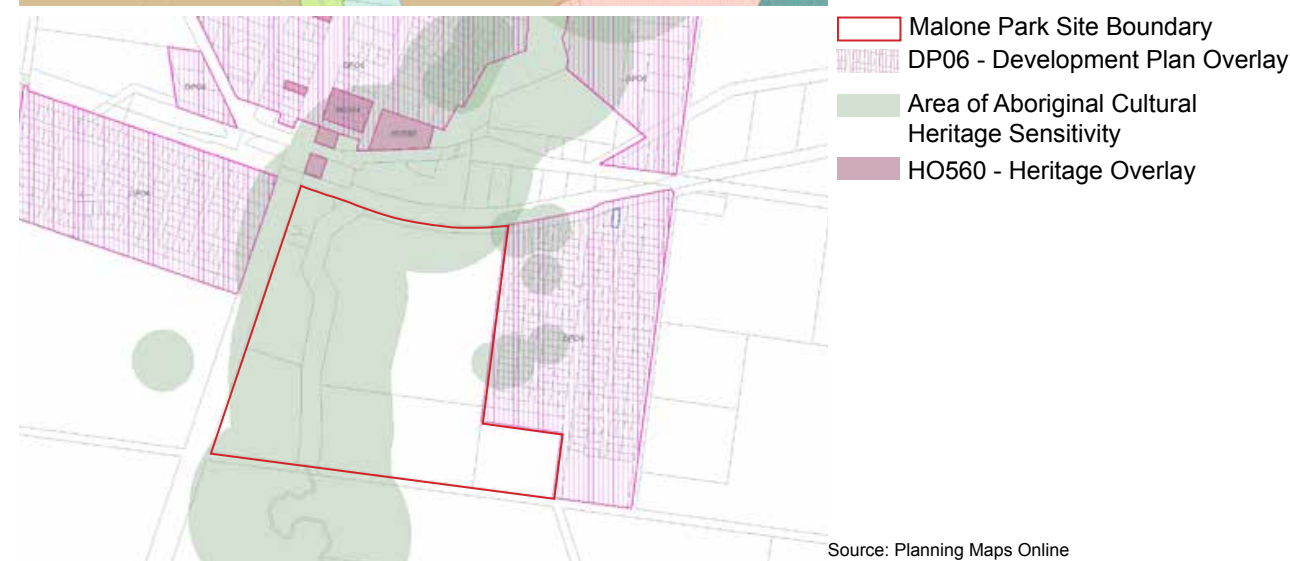 Malone Park Site Boundary
DP06 - Development Plan Overlay
Area of Aboriginal Cultural
Heritage Sensitivity
HO560 - Heritage Overlay
Source: Planning Maps Online